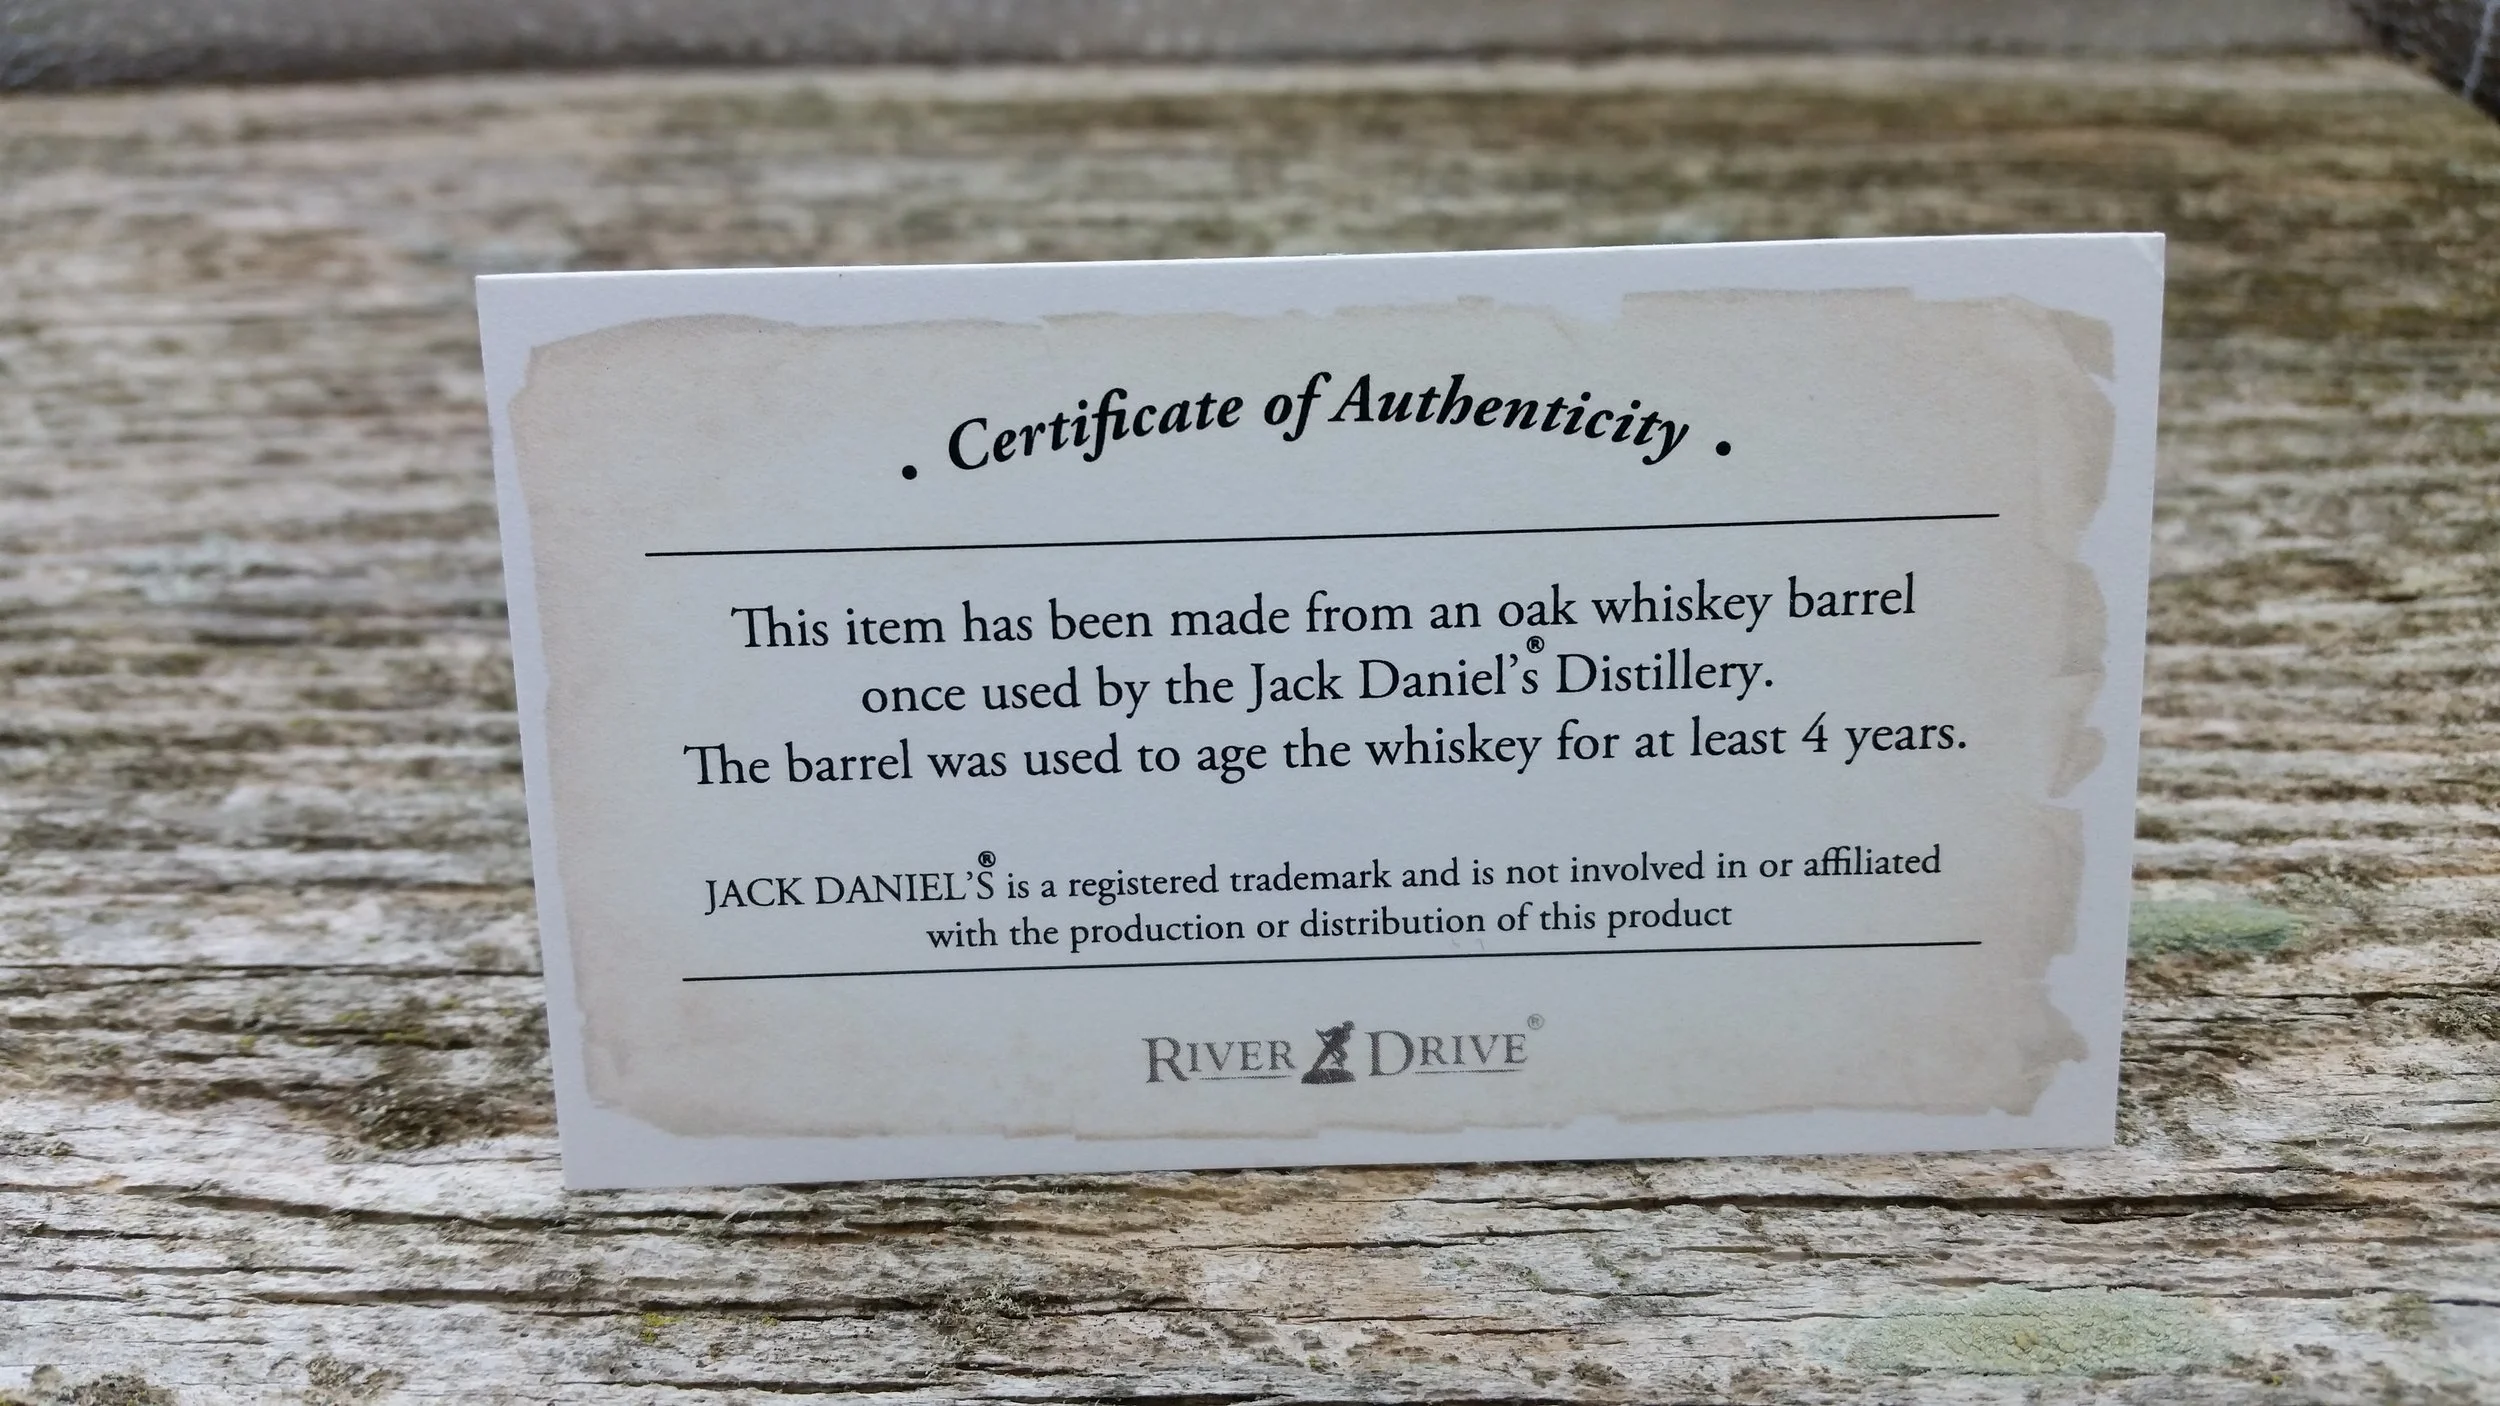 . Certificate of Authenticity .
This item has been made from an oak whiskey barrel
once used by the Jack Daniel's® Distillery.
The barrel was used to age the whiskey for at least 4 years.
JACK DANIEL'S® is a registered trademark and is not involved in or affiliated
with the production or distribution of this product
RIVER DRIVE®